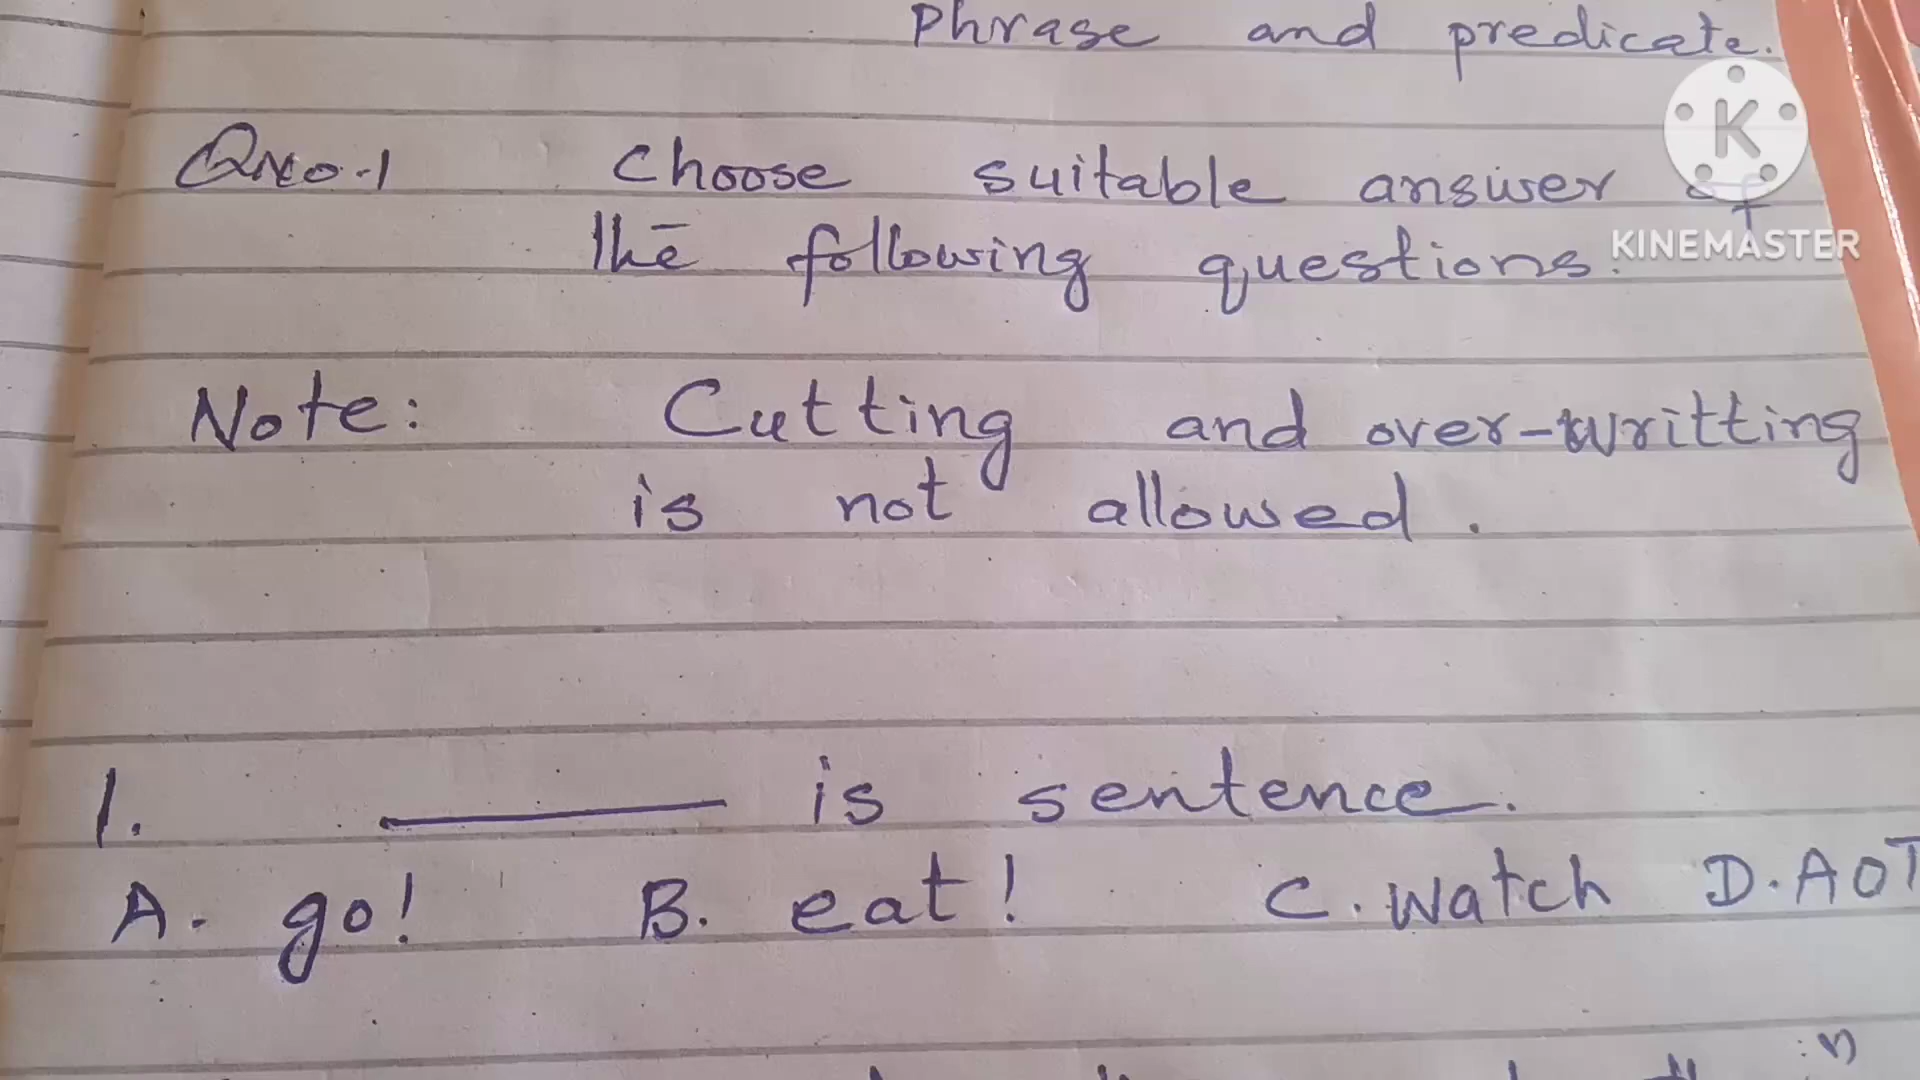 Phrase and predicate.
QNo.1 Choose suitable answer of
the following questions.
KINEMASTER
Note: Cutting and over-writting
is not allowed.
1. ______ is sentence.
A. go! B. eat! C. watch D. AOT